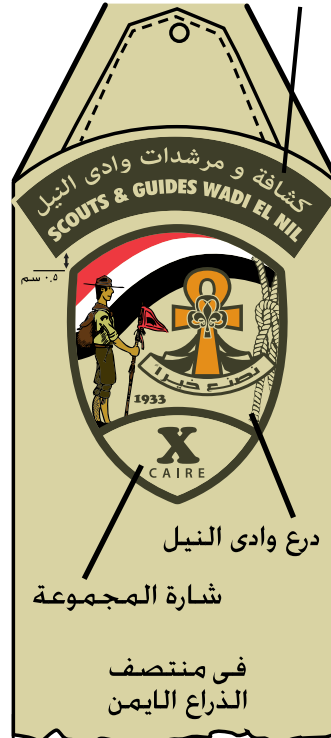 كشافة و مرشدات وادى النيل
SCOUTS & GUIDES WADI EL NIL
٠,٥ سم
نصنع خيرا
1933
X
CAIRE
درع وادى النيل
شارة المجموعة
فى منتصف
الذراع الايمن